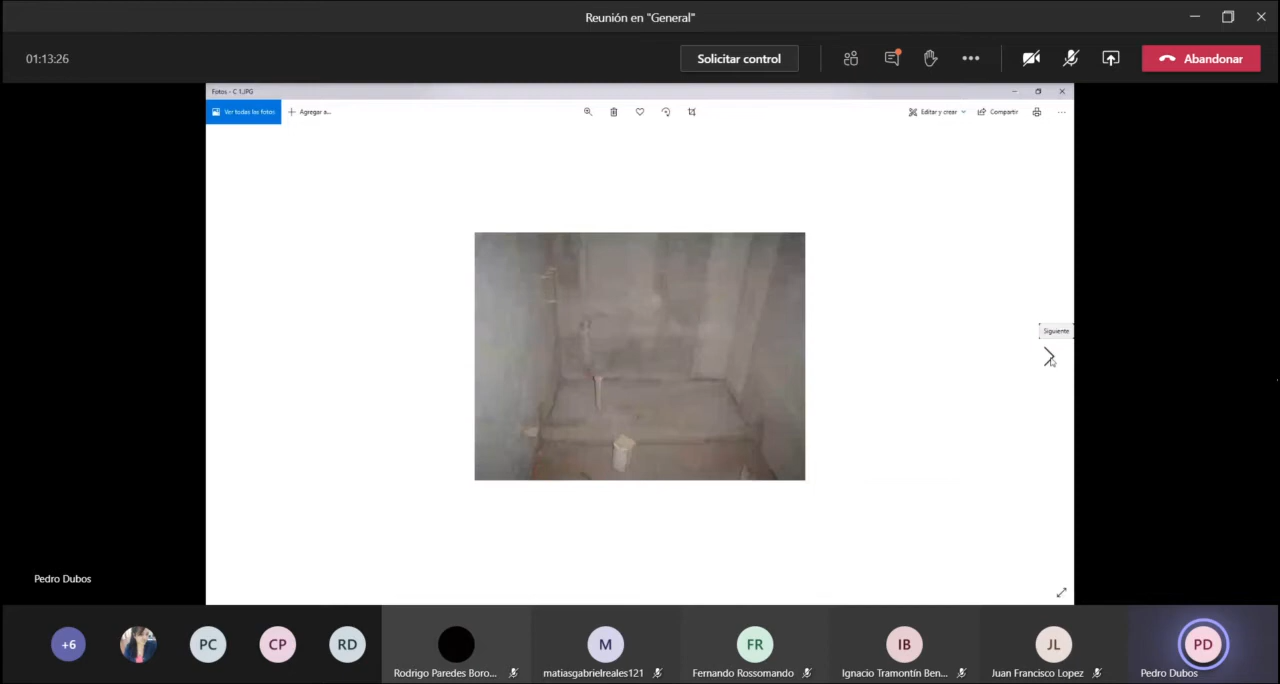 Reunión en "General"
01:13:26
Solicitar control
Abandonar
Fotos - C 1.JPG
Ver todas las fotos
Agregar a...
Editar y crear
Compartir
Siguiente
Pedro Dubos
+6
PC
CP
RD
M
FR
IB
JL
PD
Rodrigo Paredes Boro...
matiasgabrielreales121
Fernando Rossomando
Ignacio Tramontín Ben...
Juan Francisco Lopez
Pedro Dubos